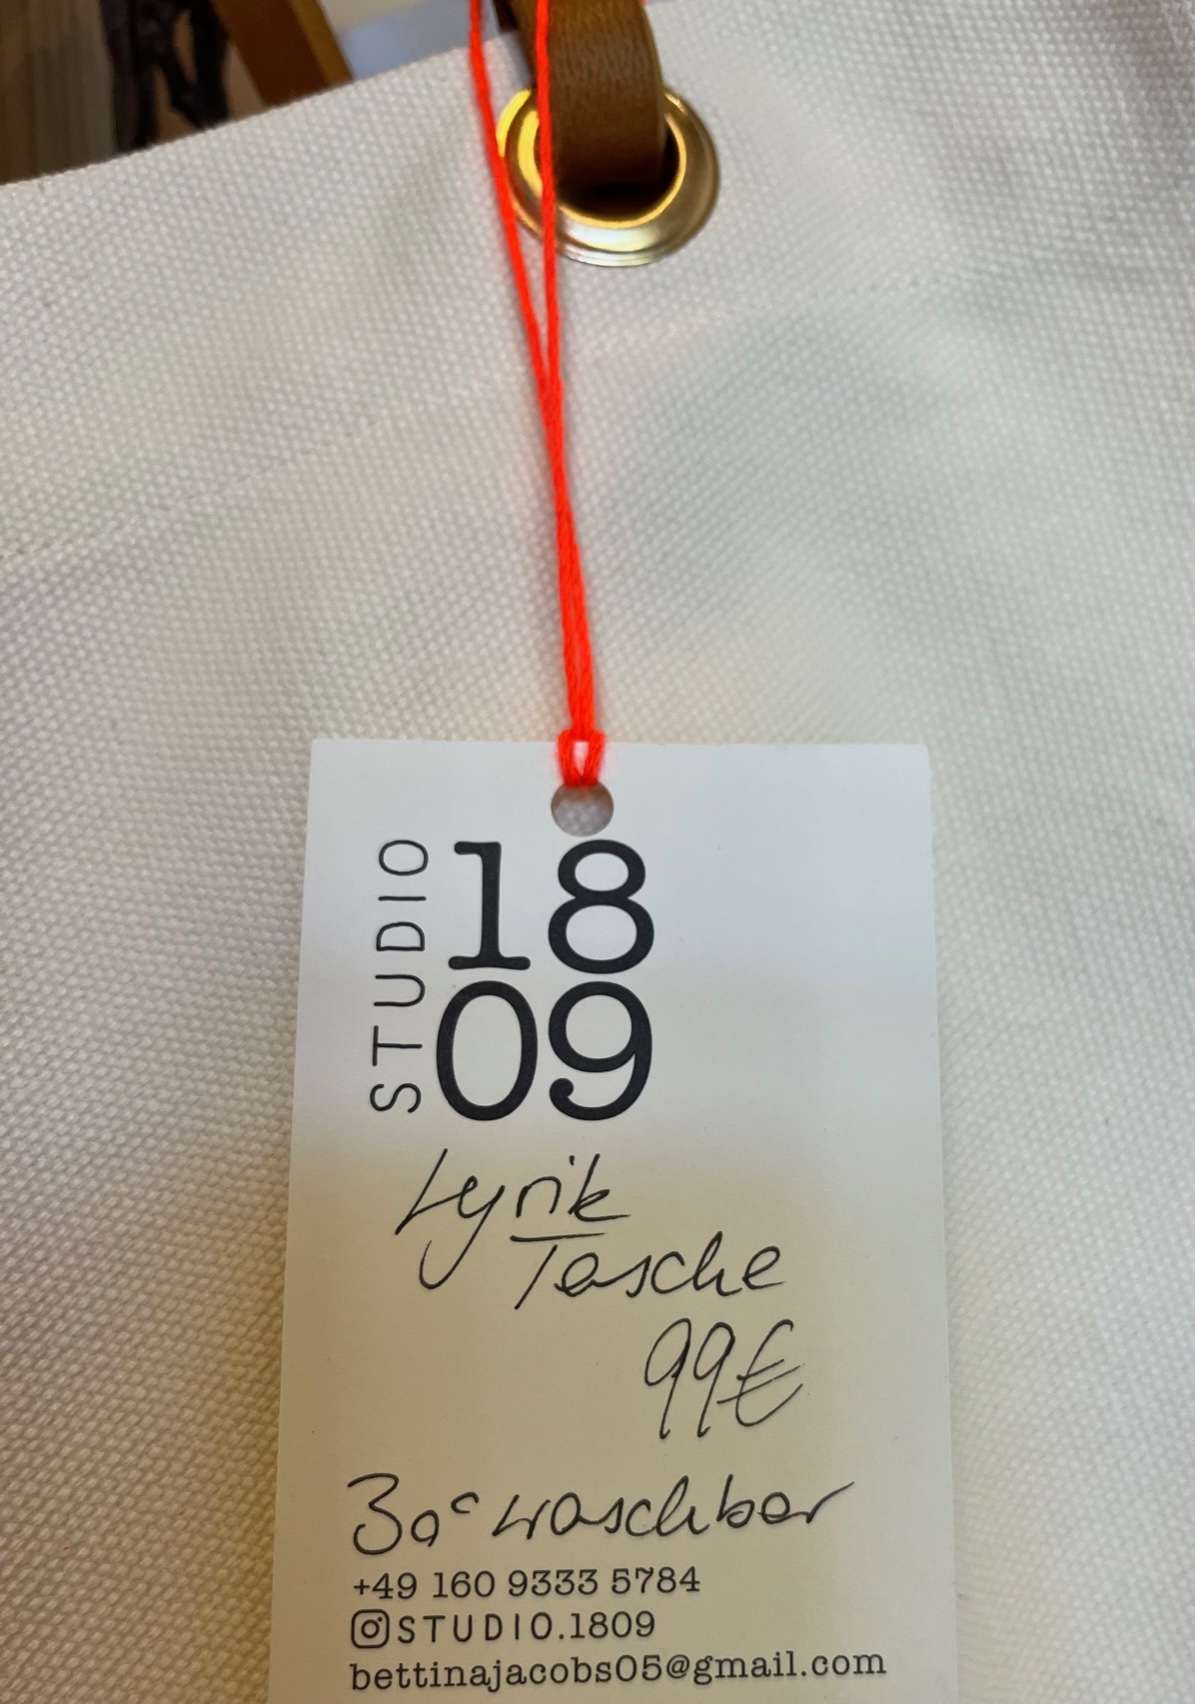 STUDIO
18
09
Lyrik
Tasche
99€
30° waschbar
+49 160 9333 5784
STUDIO.1809
bettinajacobs05@gmail.com